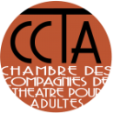 CCTA
CHAMBRE DES
COMPAGNIES DE
THEATRE POUR
ADULTES